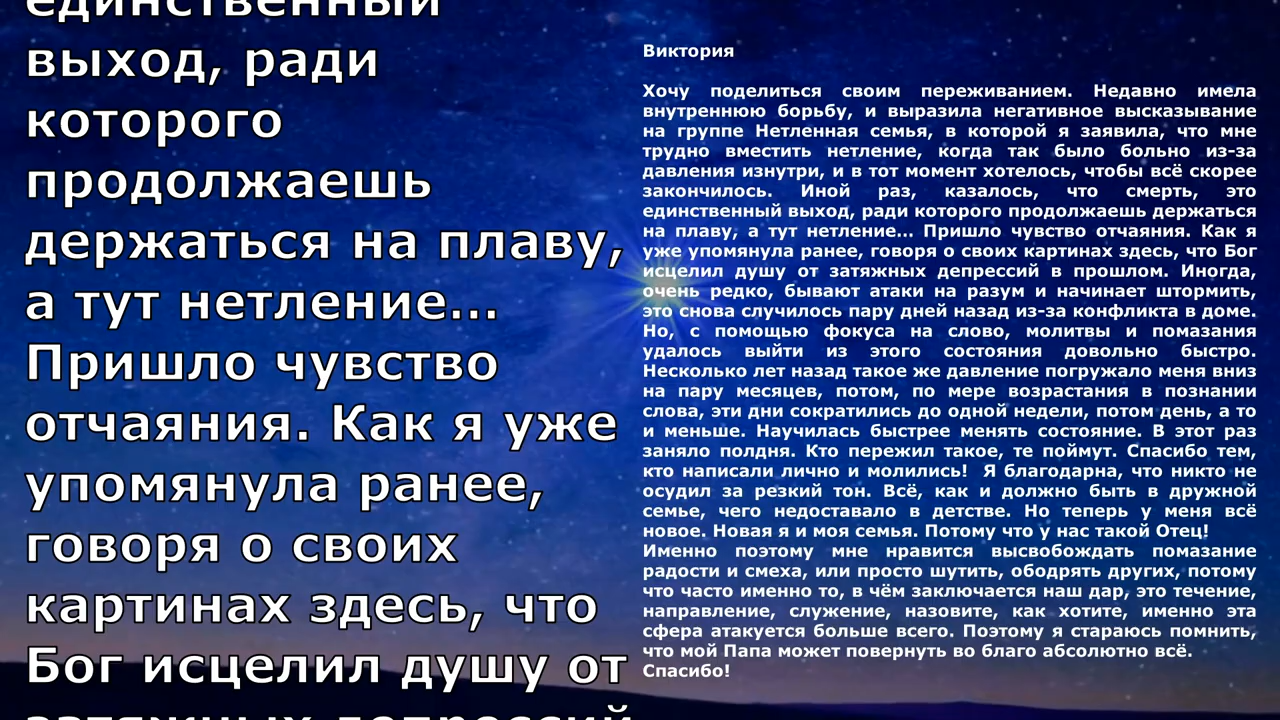 единственный
выход, ради
которого
продолжаешь
держаться на плаву,
а тут нетление...
Пришло чувство
отчаяния. Как я уже
упомянула ранее,
говоря о своих
картинах здесь, что
Бог исцелил душу от
затяжных депрессий
Виктория
Хочу поделиться своим переживанием. Недавно имела
внутреннюю борьбу, и выразила негативное высказывание
на группе Нетленная семья, в которой я заявила, что мне
трудно вместить нетление, когда так было больно из-за
давления изнутри, и в тот момент хотелось, чтобы всё скорее
закончилось. Иной раз, казалось, что смерть, это
единственный выход, ради которого продолжаешь держаться
на плаву, а тут нетление... Пришло чувство отчаяния. Как я
уже упомянула ранее, говоря о своих картинах здесь, что Бог
исцелил душу от затяжных депрессий в прошлом. Иногда,
очень редко, бывают атаки на разум и начинает штормить,
это снова случилось пару дней назад из-за конфликта в доме.
Но, с помощью фокуса на слово, молитвы и помазания
удалось выйти из этого состояния довольно быстро.
Несколько лет назад такое же давление погружало меня вниз
на пару месяцев, потом, по мере возрастания в познании
слова, эти дни сократились до одной недели, потом день, а то
и меньше. Научилась быстрее менять состояние. В этот раз
заняло полдня. Кто пережил такое, те поймут. Спасибо тем,
кто написали лично и молились! Я благодарна, что никто не
осудил за резкий тон. Всё, как и должно быть в дружной
семье, чего недоставало в детстве. Но теперь у меня всё
новое. Новая я и моя семья. Потому что у нас такой Отец!
Именно поэтому мне нравится высвобождать помазание
радости и смеха, или просто шутить, ободрять других, потому
что часто именно то, в чём заключается наш дар, это течение,
направление, служение, назовите, как хотите, именно эта
сфера атакуется больше всего. Поэтому я стараюсь помнить,
что мой Папа может повернуть во благо абсолютно всё.
Спасибо!